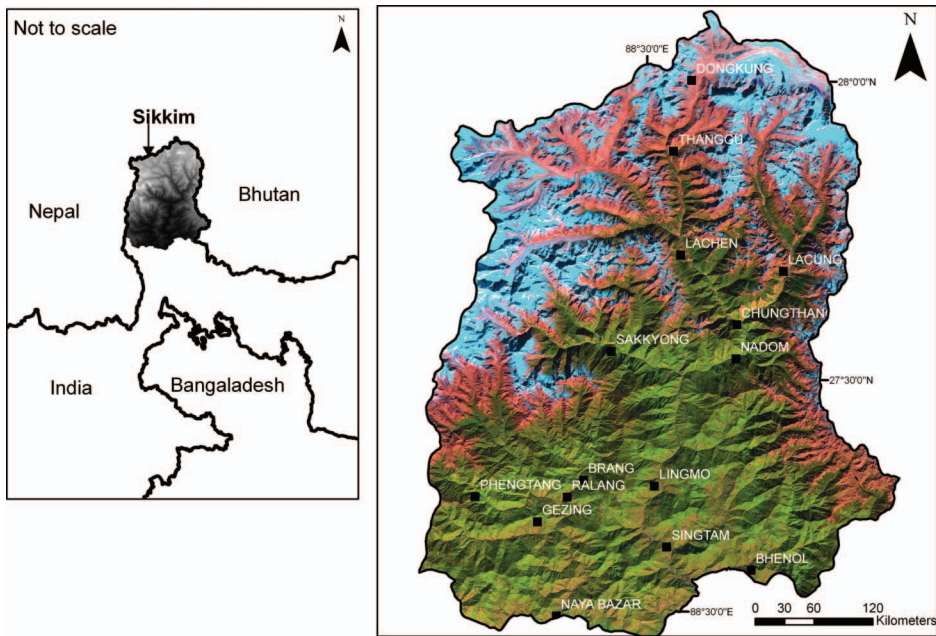 Not to scale
N
Sikkim
Nepal
Bhutan
India
Bangaladesh
N
88°30'0"E
DONGKUNG
28°0'0"N
THANGGU
LACHEN
LACUNG
CHUNGTHAN
SAKKYONG
NADOM
27°30'0"N
BRANG
LINGMO
PHENGTANG
RALANG
GEZING
SINGTAM
BHENOL
NAYA BAZAR
88°30'0"E
0 30 60 120
Kilometers